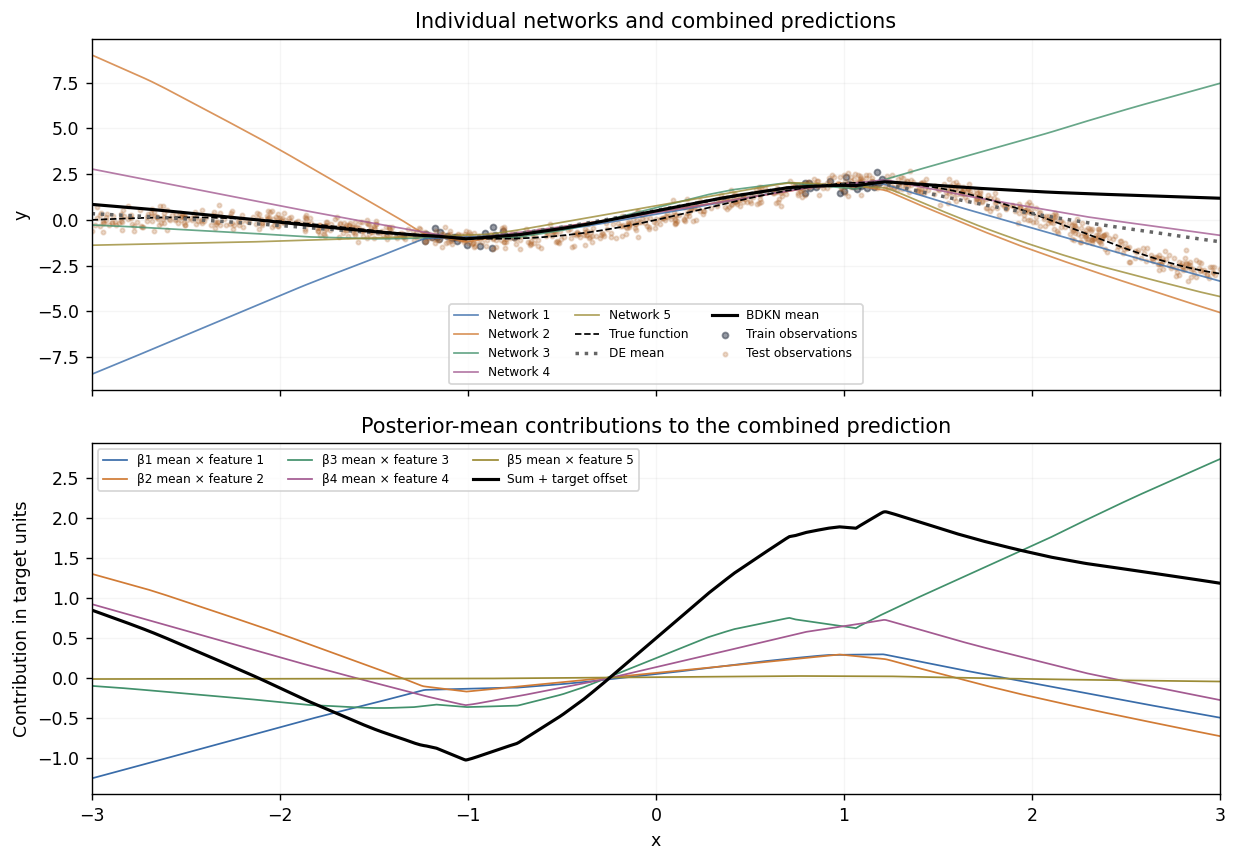 Individual networks and combined predictions
7.5
5.0
2.5
0.0
−2.5
−5.0
−7.5
y
Network 1
Network 2
Network 3
Network 4
Network 5
True function
DE mean
BDKN mean
Train observations
Test observations
Posterior-mean contributions to the combined prediction
β1 mean × feature 1
β2 mean × feature 2
β3 mean × feature 3
β4 mean × feature 4
β5 mean × feature 5
Sum + target offset
2.5
2.0
1.5
1.0
0.5
0.0
−0.5
−1.0
Contribution in target units
−3 −2 −1 0 1 2 3
x